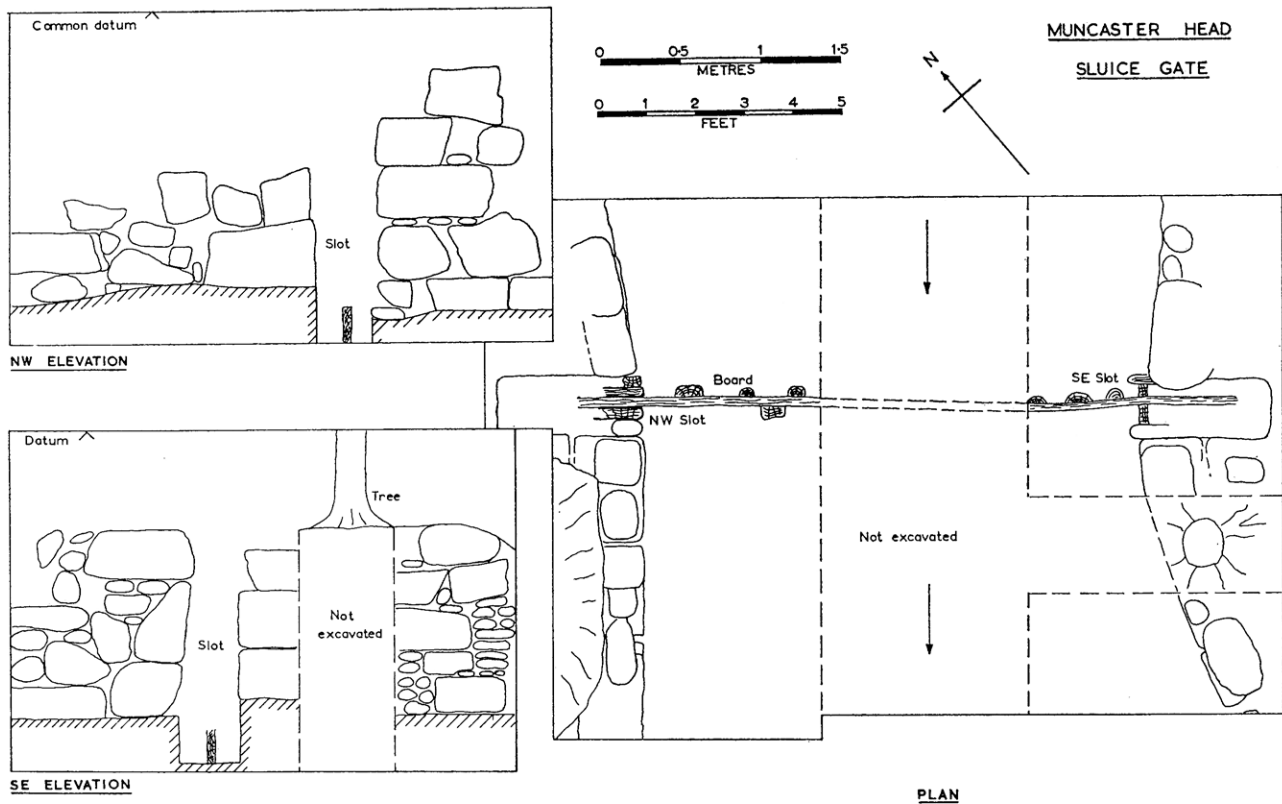 Common datum
Slot
NW ELEVATION
0 0·5 1 1·5
METRES
0 1 2 3 4 5
FEET
N
MUNCASTER HEAD
SLUICE GATE
Board
SE Slot
NW Slot
Not excavated
Datum
Tree
Slot
Not
excavated
SE ELEVATION
PLAN